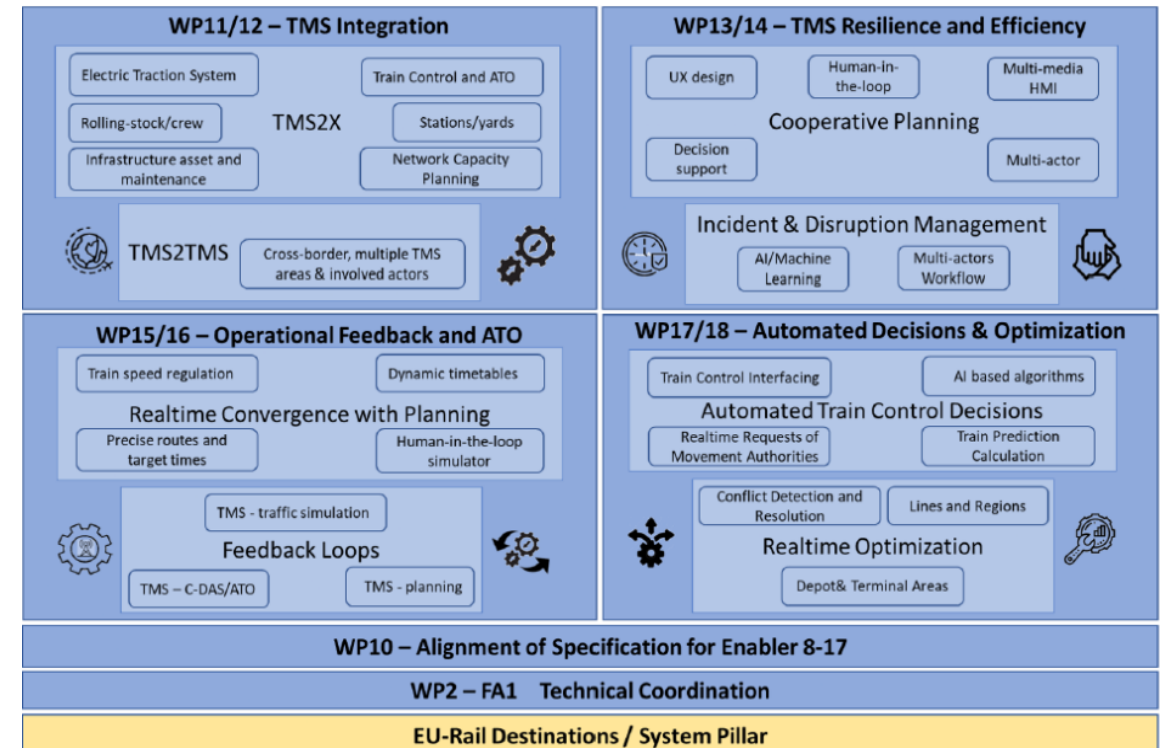 WP11/12 – TMS Integration
Electric Traction System
Train Control and ATO
Rolling-stock/crew
TMS2X
Stations/yards
Infrastructure asset and
maintenance
Network Capacity
Planning
TMS2TMS
Cross-border, multiple TMS
areas & involved actors
WP13/14 – TMS Resilience and Efficiency
UX design
Human-in-
the-loop
Multi-media
HMI
Cooperative Planning
Decision
support
Multi-actor
Incident & Disruption Management
AI/Machine
Learning
Multi-actors
Workflow
WP15/16 – Operational Feedback and ATO
Train speed regulation
Dynamic timetables
Realtime Convergence with Planning
Precise routes and
target times
Human-in-the-loop
simulator
TMS - traffic simulation
Feedback Loops
TMS – C-DAS/ATO
TMS - planning
WP17/18 – Automated Decisions & Optimization
Train Control Interfacing
AI based algorithms
Automated Train Control Decisions
Realtime Requests of
Movement Authorities
Train Prediction
Calculation
Conflict Detection and
Resolution
Lines and Regions
Realtime Optimization
Depot& Terminal Areas
WP10 – Alignment of Specification for Enabler 8-17
WP2 – FA1 Technical Coordination
EU-Rail Destinations / System Pillar